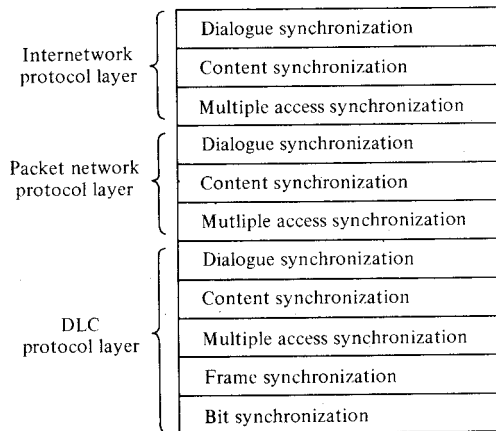 Internetwork
protocol layer
Dialogue synchronization
Content synchronization
Multiple access synchronization
Packet network
protocol layer
Dialogue synchronization
Content synchronization
Mutliple access synchronization
DLC
protocol layer
Dialogue synchronization
Content synchronization
Multiple access synchronization
Frame synchronization
Bit synchronization